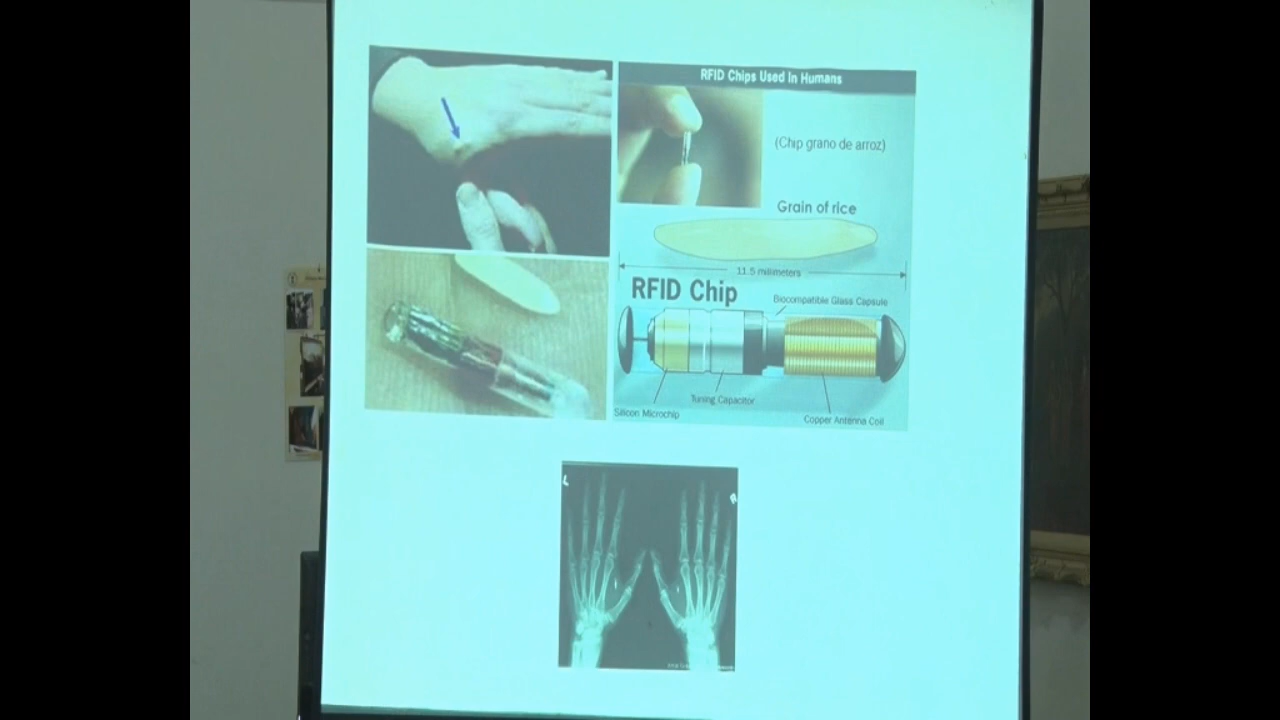 RFID Chips Used In Humans
(Chip grano de arroz)
Grain of rice
11.5 millimeters
RFID Chip
Biocompatible Glass Capsule
Tuning Capacitor
Silicon Microchip
Copper Antenna Coil
L
R